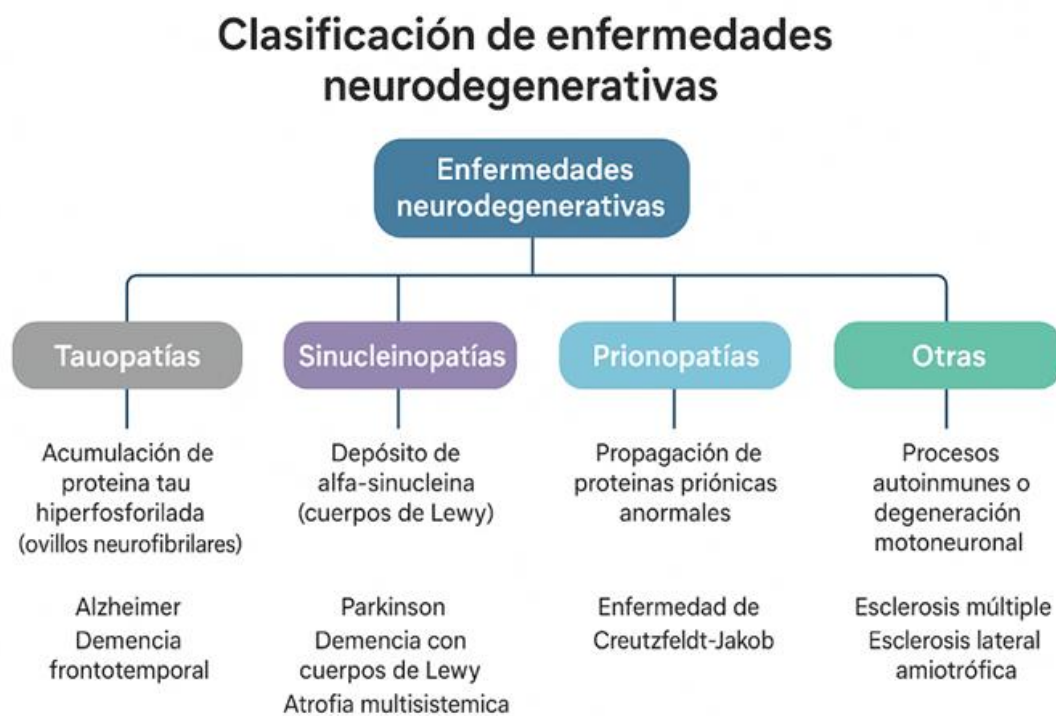 Clasificación de enfermedades
neurodegenerativas
Enfermedades
neurodegenerativas
Tauopatías
Acumulación de
proteina tau
hiperfosforilada
(ovillos neurofibrilares)
Alzheimer
Demencia
frontotemporal
Sinucleinopatías
Depósito de
alfa-sinucleina
(cuerpos de Lewy)
Parkinson
Demencia con
cuerpos de Lewy
Atrofia multisistemica
Prionopatías
Propagación de
proteinas priónicas
anormales
Enfermedad de
Creutzfeldt-Jakob
Otras
Procesos
autoinmunes o
degeneración
motoneuronal
Esclerosis múltiple
Esclerosis lateral
amiotrófica